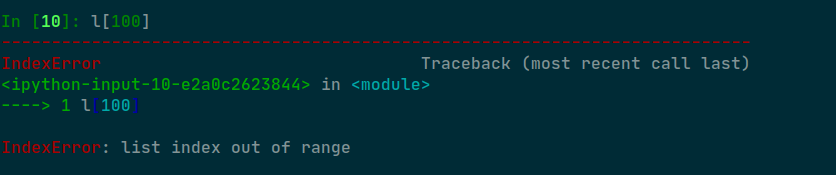 In [10]: l[100]
---------------------------------------------------------------------------
IndexError                                Traceback (most recent call last)
<ipython-input-10-e2a0c2623844> in <module>
----> 1 l[100]
IndexError: list index out of range